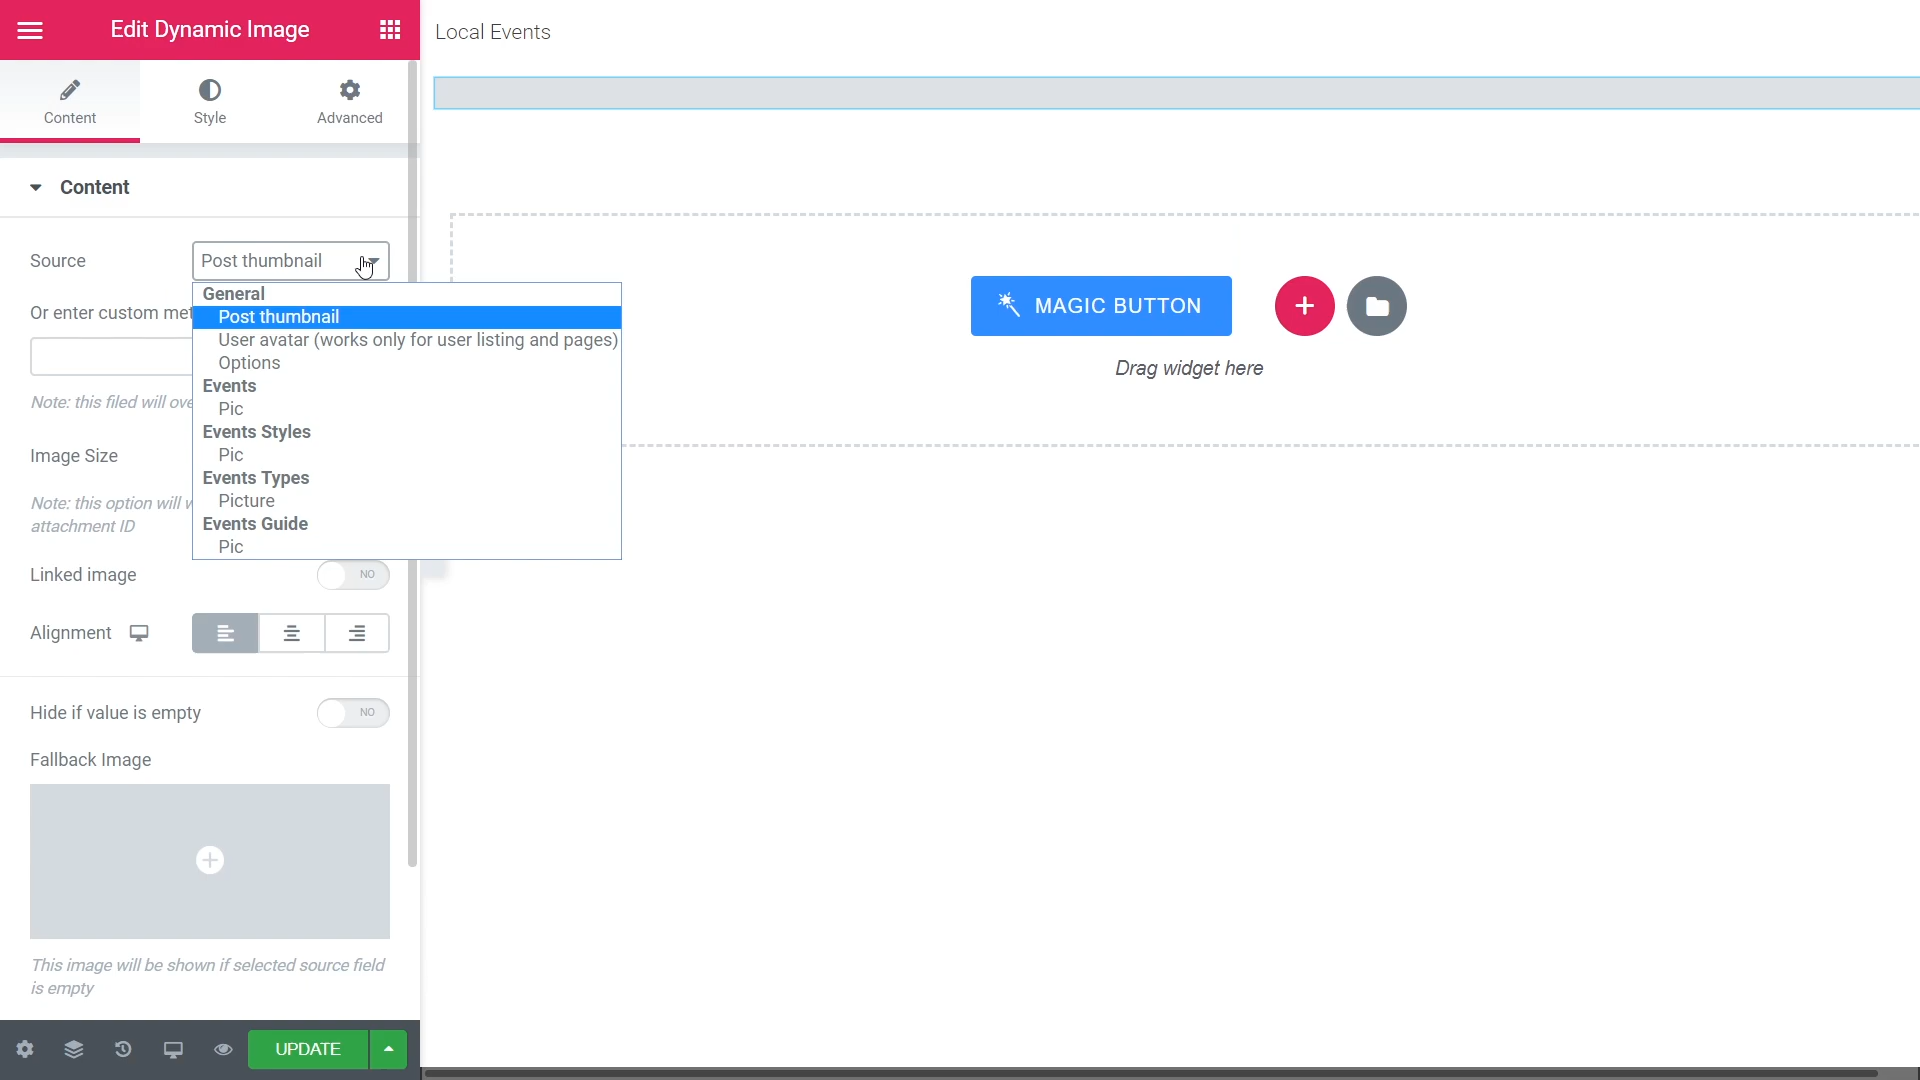 Edit Dynamic Image
Local Events
Content
Style
Advanced
Content
Source
Post thumbnail
General
Or enter custom met
Post thumbnail
User avatar (works only for user listing and pages)
Options
Events
Pic
Note: this filed will ove
Events Styles
Pic
Image Size
Events Types
Picture
Note: this option will w
attachment ID
Events Guide
Pic
MAGIC BUTTON
Drag widget here
Linked image
NO
Alignment
Hide if value is empty
NO
Fallback Image
This image will be shown if selected source field
is empty
UPDATE